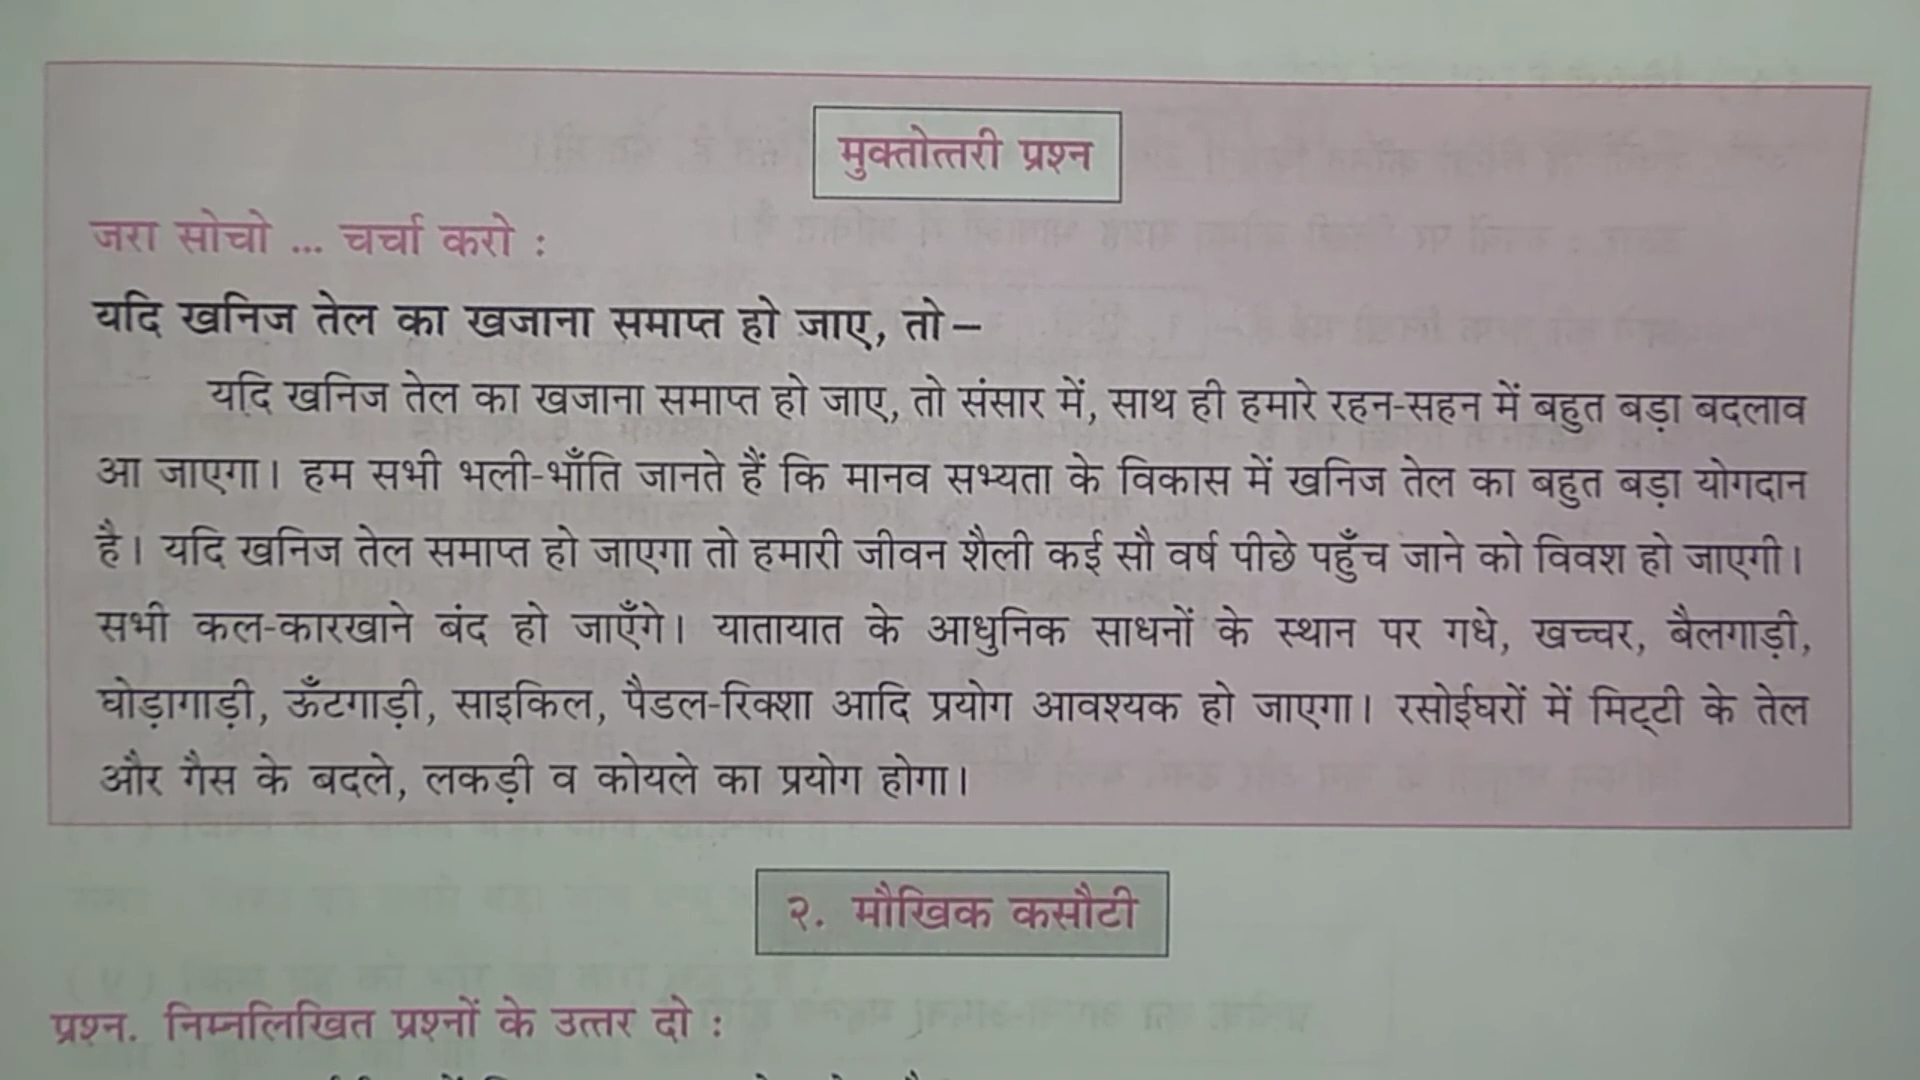 मुक्तोत्तरी प्रश्न
जरा सोचो ... चर्चा करो :
यदि खनिज तेल का खजाना समाप्त हो जाए, तो –
यदि खनिज तेल का खजाना समाप्त हो जाए, तो संसार में, साथ ही हमारे रहन-सहन में बहुत बड़ा बदलाव
आ जाएगा। हम सभी भली-भाँति जानते हैं कि मानव सभ्यता के विकास में खनिज तेल का बहुत बड़ा योगदान
है। यदि खनिज तेल समाप्त हो जाएगा तो हमारी जीवन शैली कई सौ वर्ष पीछे पहुँच जाने को विवश हो जाएगी।
सभी कल-कारखाने बंद हो जाएँगे। यातायात के आधुनिक साधनों के स्थान पर गधे, खच्चर, बैलगाड़ी,
घोड़ागाड़ी, ऊँटगाड़ी, साइकिल, पैडल-रिक्शा आदि प्रयोग आवश्यक हो जाएगा। रसोईघरों में मिट्टी के तेल
और गैस के बदले, लकड़ी व कोयले का प्रयोग होगा।
२. मौखिक कसौटी
प्रश्न. निम्नलिखित प्रश्नों के उत्तर दो :